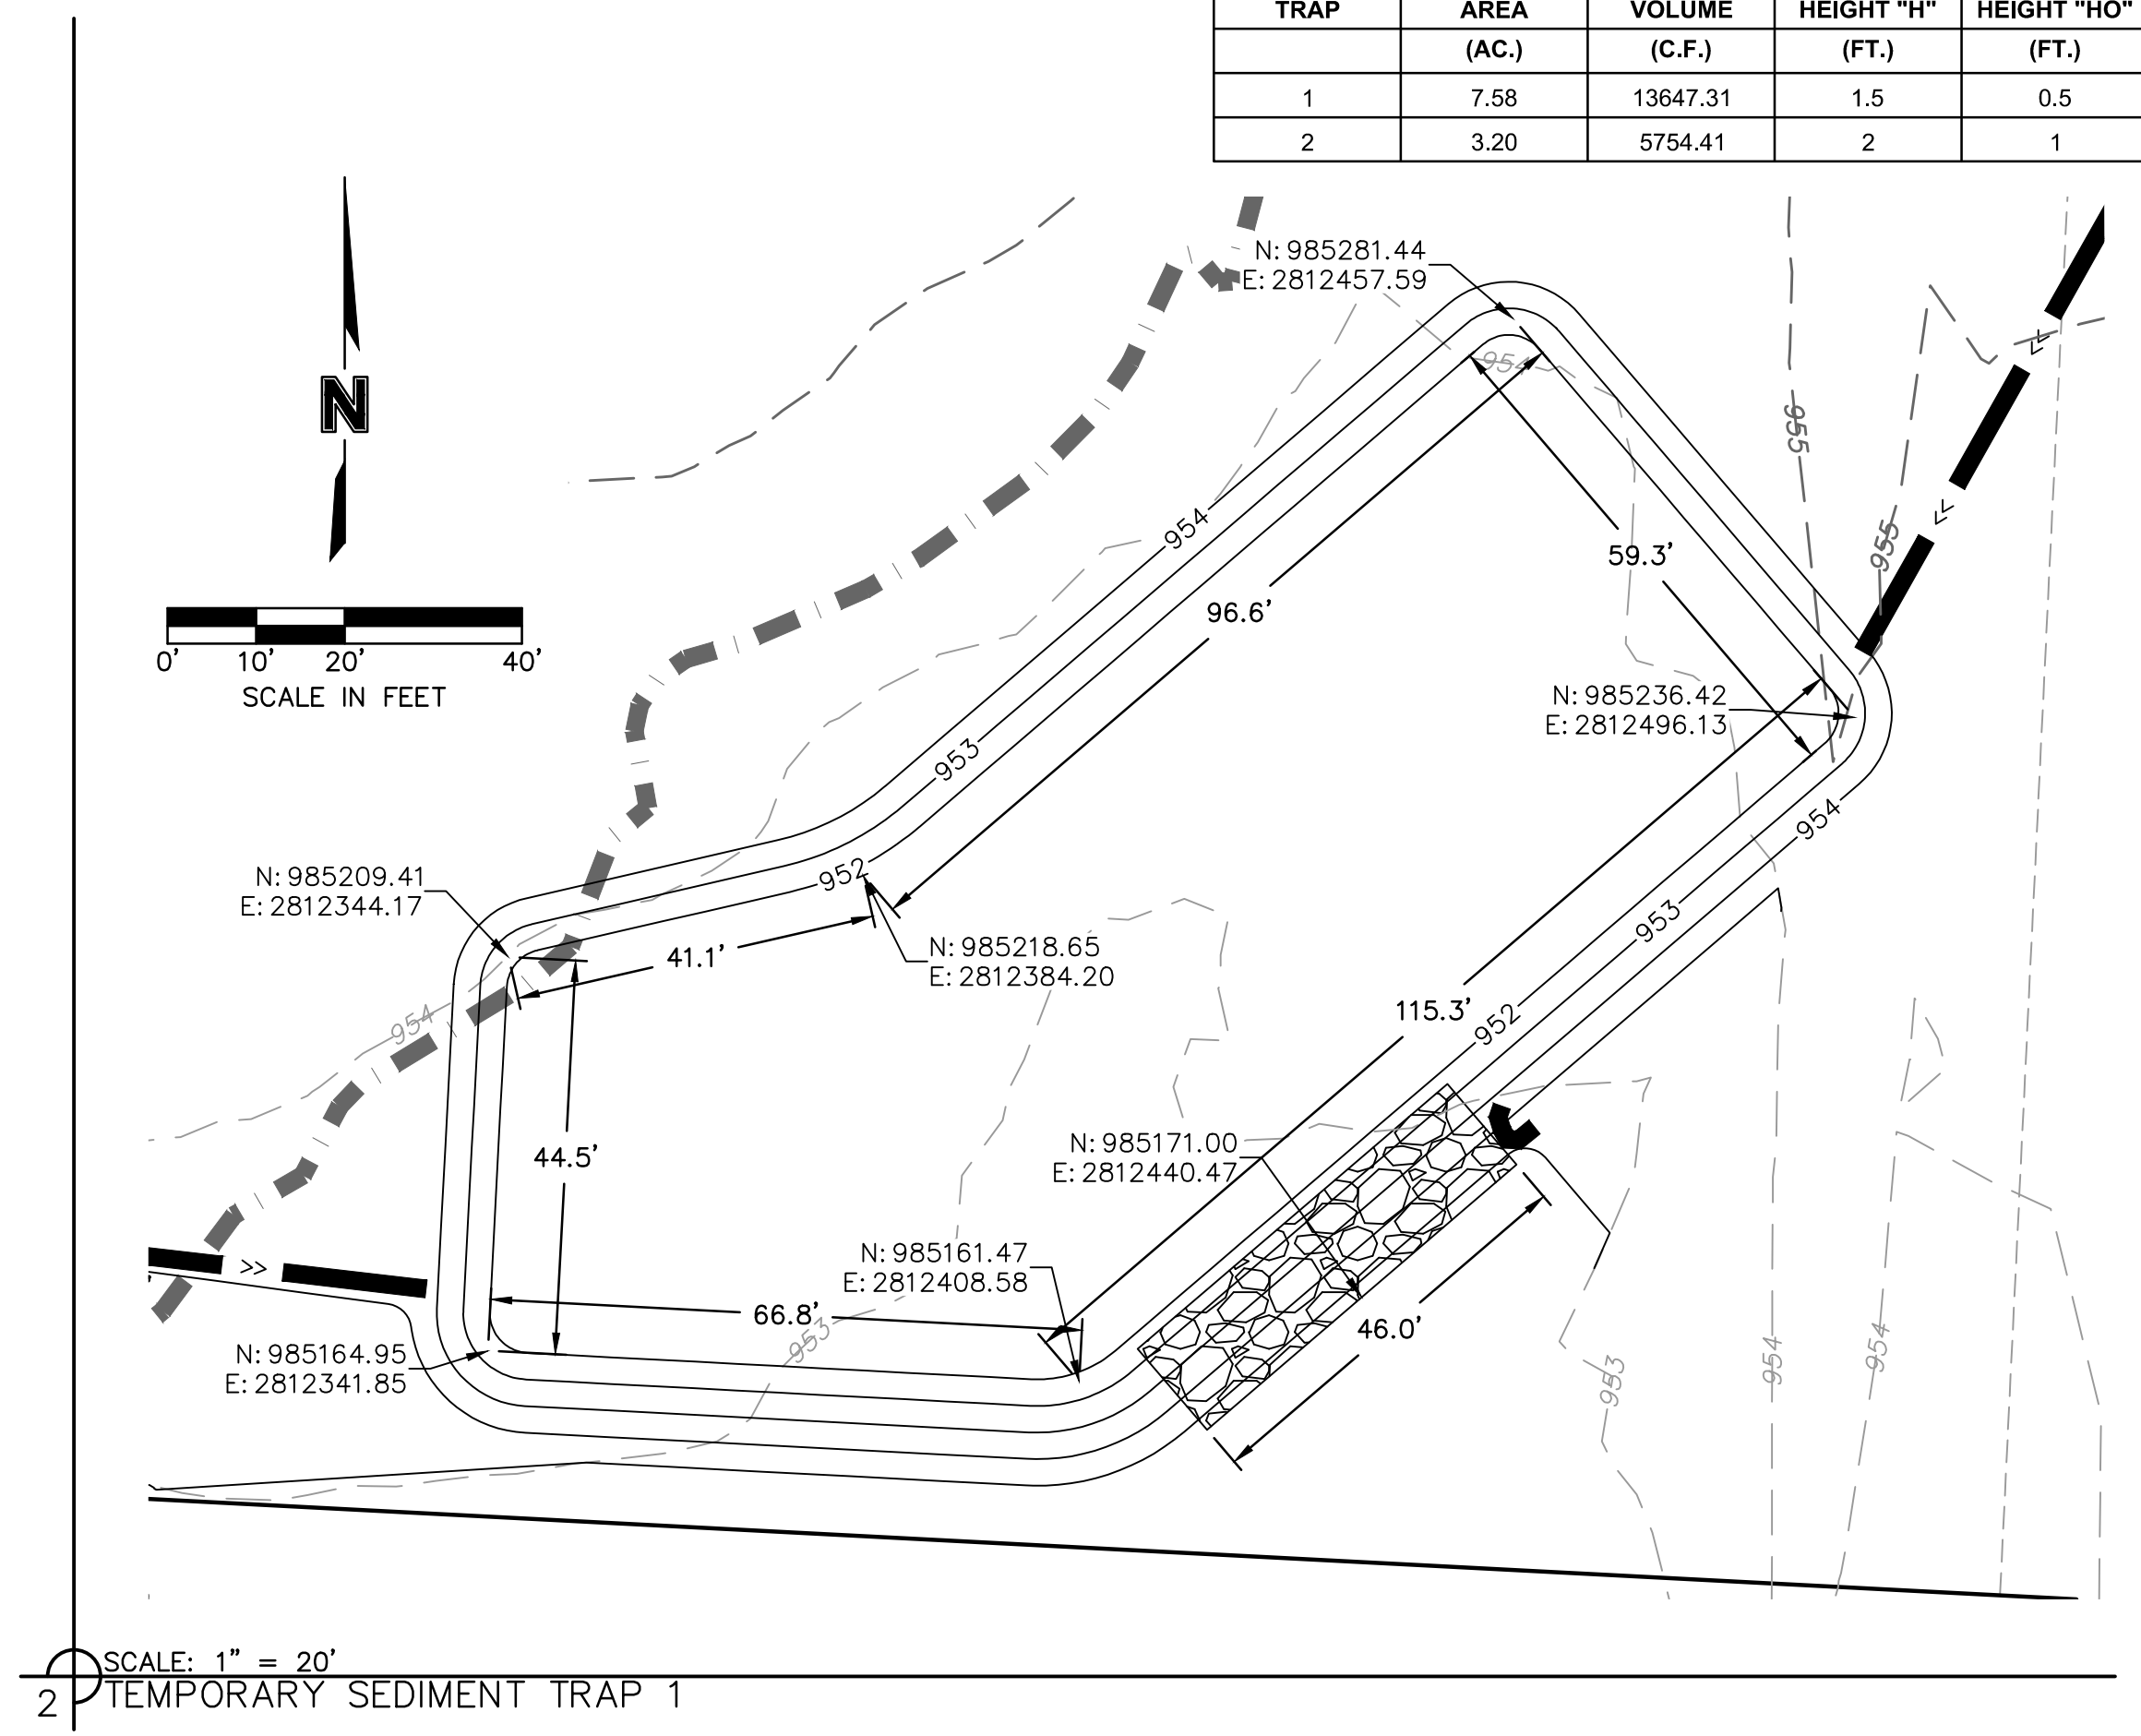 TRAP AREA VOLUME HEIGHT "H" HEIGHT "HO"
(AC.) (C.F.) (FT.) (FT.)
1 7.58 13647.31 1.5 0.5
2 3.20 5754.41 2 1
N: 985281.44
E: 2812457.59
954
N
955
954
955
59.3'
96.6'
0' 10' 20' 40'
SCALE IN FEET
N: 985236.42
E: 2812496.13
953
954
952
N: 985209.41
E: 2812344.17
953
N: 985218.65
E: 2812384.20
41.1'
115.3'
952
954
N: 985171.00
E: 2812440.47
44.5'
N: 985161.47
E: 2812408.58
66.8'
46.0'
953
N: 985164.95
E: 2812341.85
954
954
953
SCALE: 1" = 20'
2 TEMPORARY SEDIMENT TRAP 1